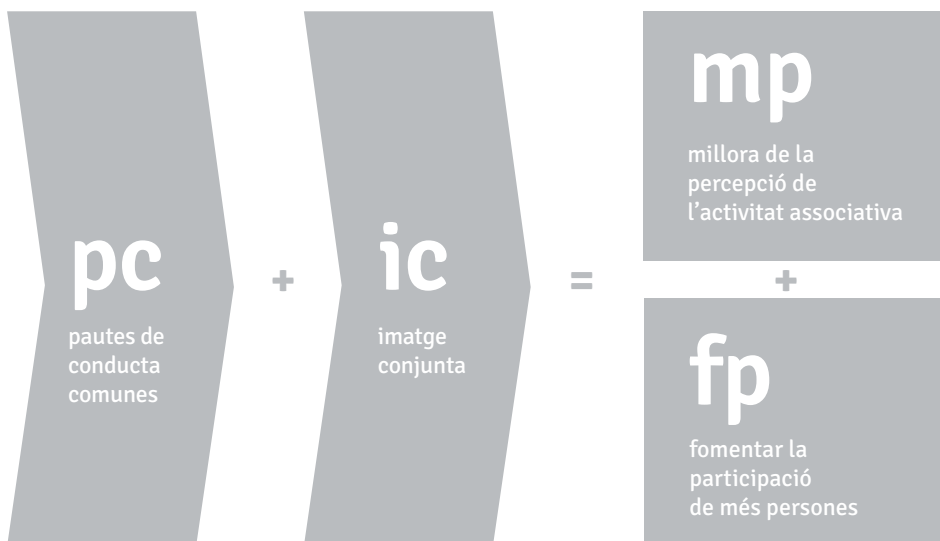 pc
pautes de
conducta
comunes
+
ic
imatge
conjunta
=
mp
millora de la
percepció de
l’activitat associativa
+
fp
fomentar la
participació
de més persones